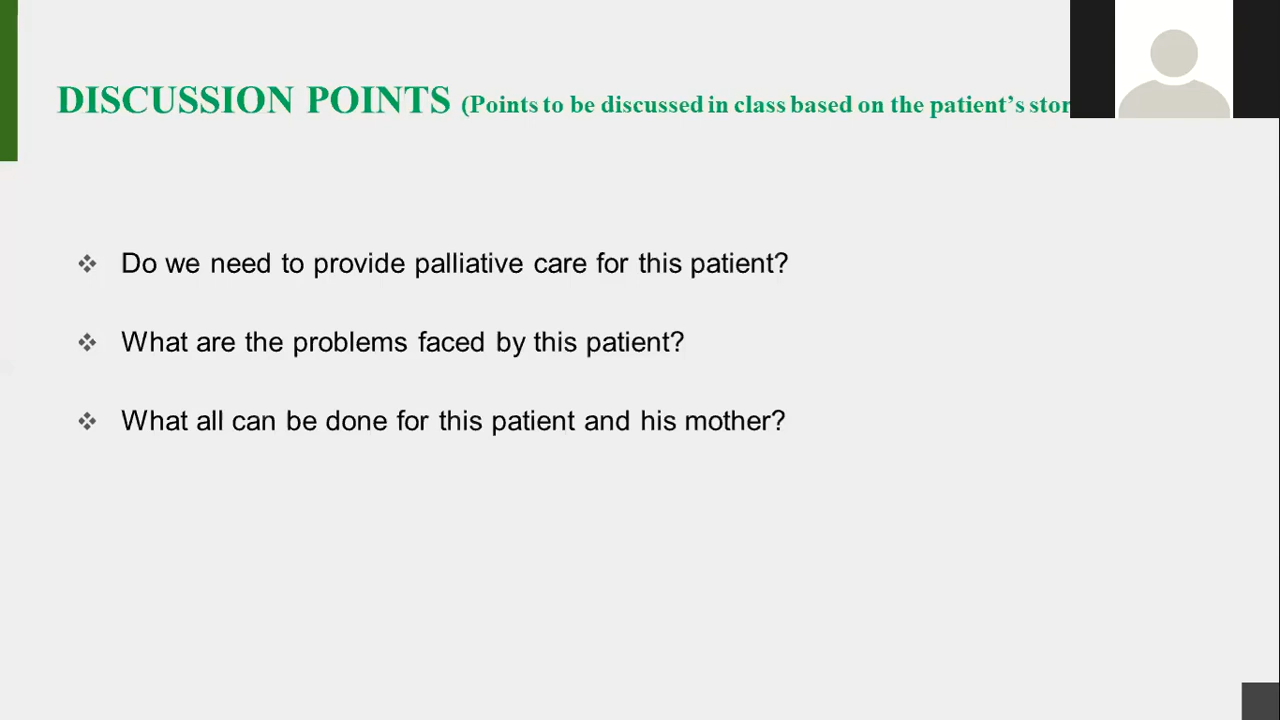 DISCUSSION POINTS (Points to be discussed in class based on the patient's
Do we need to provide palliative care for this patient?
What are the problems faced by this patient?
What all can be done for this patient and his mother?